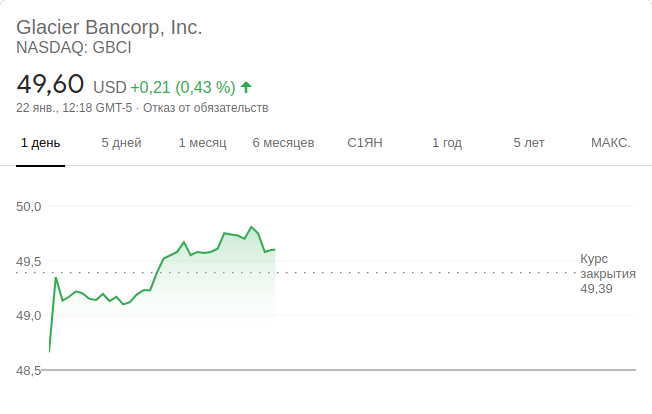 Glacier Bancorp, Inc.
NASDAQ: GBCI
49,60 USD +0,21 (0,43 %)
22 янв., 12:18 GMT-5 · Отказ от обязательств
1 день 5 дней 1 месяц 6 месяцев С1ЯН 1 год 5 лет МАКС.
50,0
49.5
Курс
закрытия
49,39
49,0
48,5